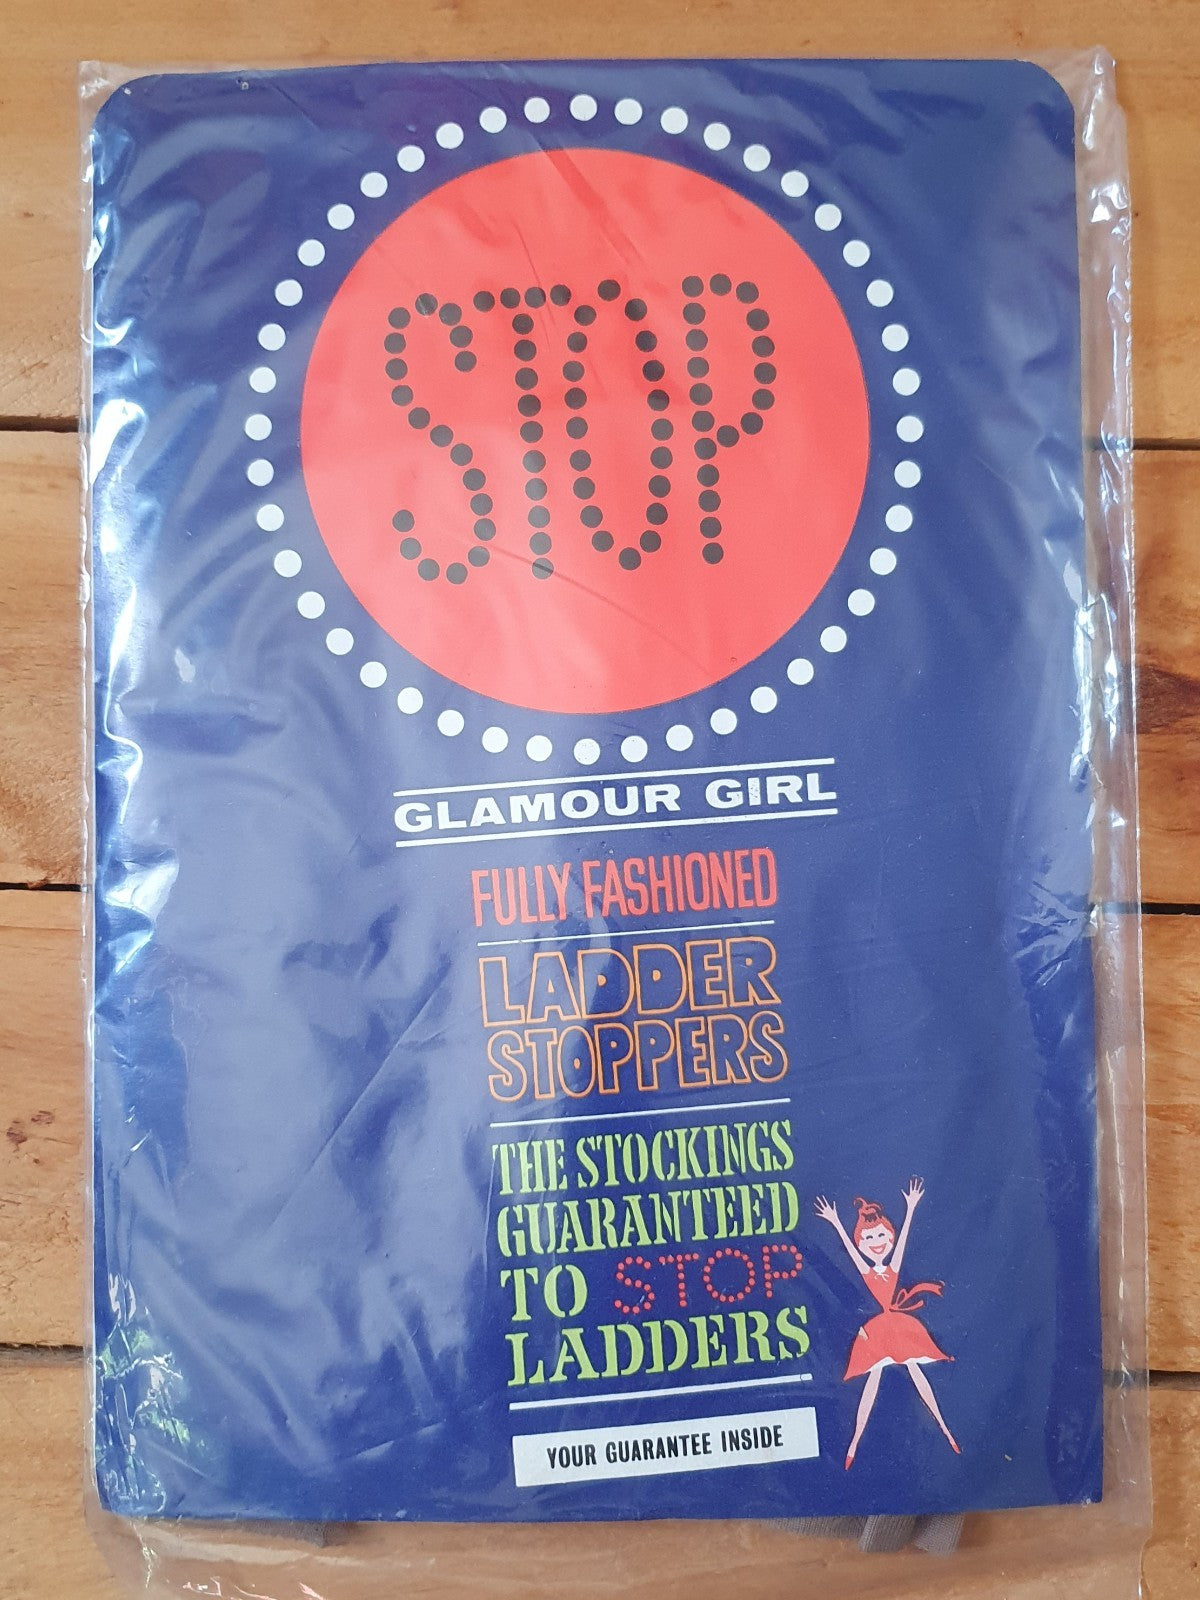 STOP
GLAMOUR GIRL
FULLY FASHIONED
LADDER
STOPPERS
THE STOCKINGS
GUARANTEED
TO STOP
LADDERS
YOUR GUARANTEE INSIDE